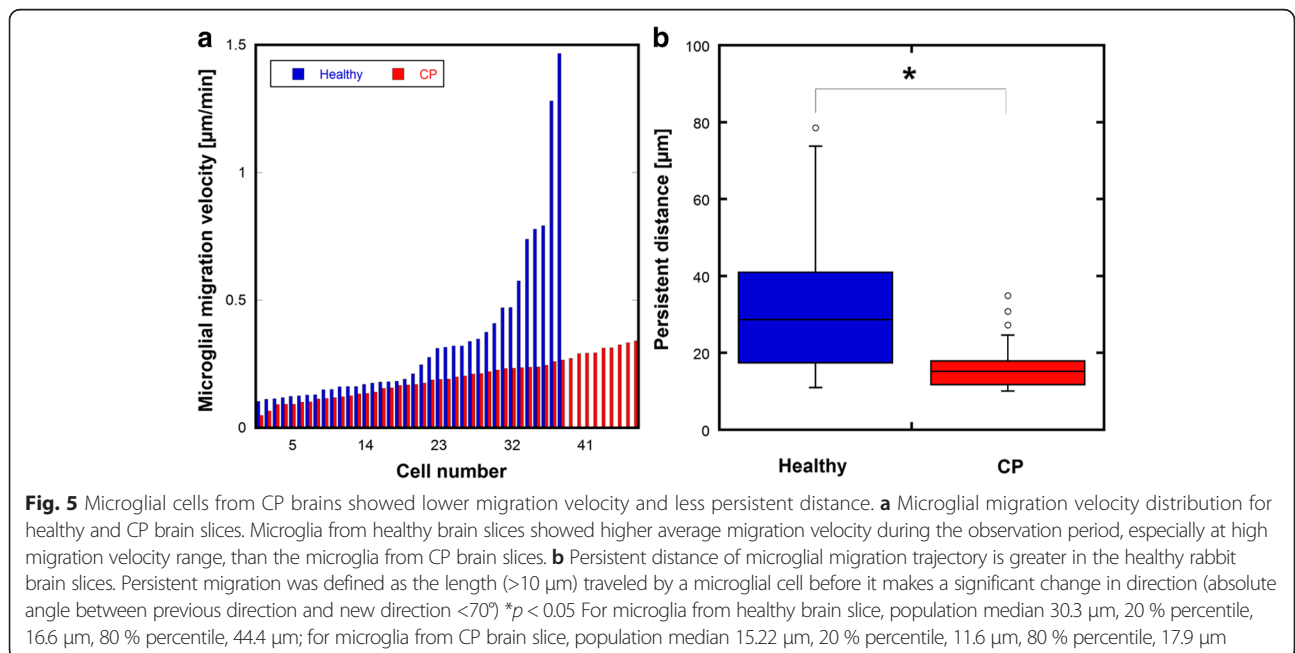 a
1.5
1
0.5
0
Microglial migration velocity [µm/min]
Healthy CP
5 14 23 32 41
Cell number
b
100
80
60
40
20
0
Persistent distance [µm]
*
Healthy CP
Fig. 5 Microglial cells from CP brains showed lower migration velocity and less persistent distance. a Microglial migration velocity distribution for
healthy and CP brain slices. Microglia from healthy brain slices showed higher average migration velocity during the observation period, especially at high
migration velocity range, than the microglia from CP brain slices. b Persistent distance of microglial migration trajectory is greater in the healthy rabbit
brain slices. Persistent migration was defined as the length (>10 µm) traveled by a microglial cell before it makes a significant change in direction (absolute
angle between previous direction and new direction <70°) *p < 0.05 For microglia from healthy brain slice, population median 30.3 µm, 20 % percentile,
16.6 µm, 80 % percentile, 44.4 µm; for microglia from CP brain slice, population median 15.22 µm, 20 % percentile, 11.6 µm, 80 % percentile, 17.9 µm